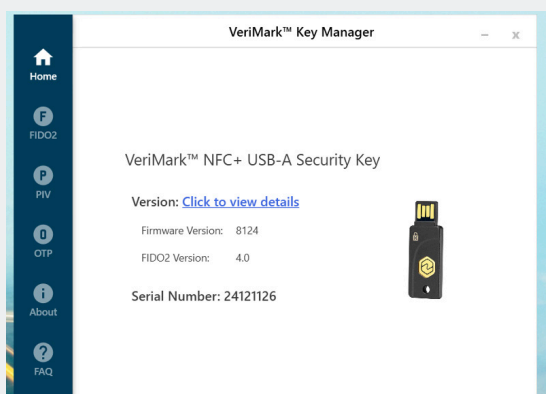 VeriMark™ Key Manager
Home
FIDO2
PIV
OTP
About
FAQ
VeriMark™ NFC+ USB-A Security Key
Version: Click to view details
Firmware Version: 8124
FIDO2 Version: 4.0
Serial Number: 24121126